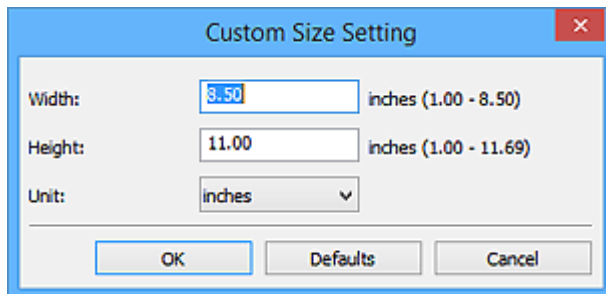 Custom Size Setting
Width: 8.50 inches (1.00 - 8.50)
Height: 11.00 inches (1.00 - 11.69)
Unit: inches
OK Defaults Cancel